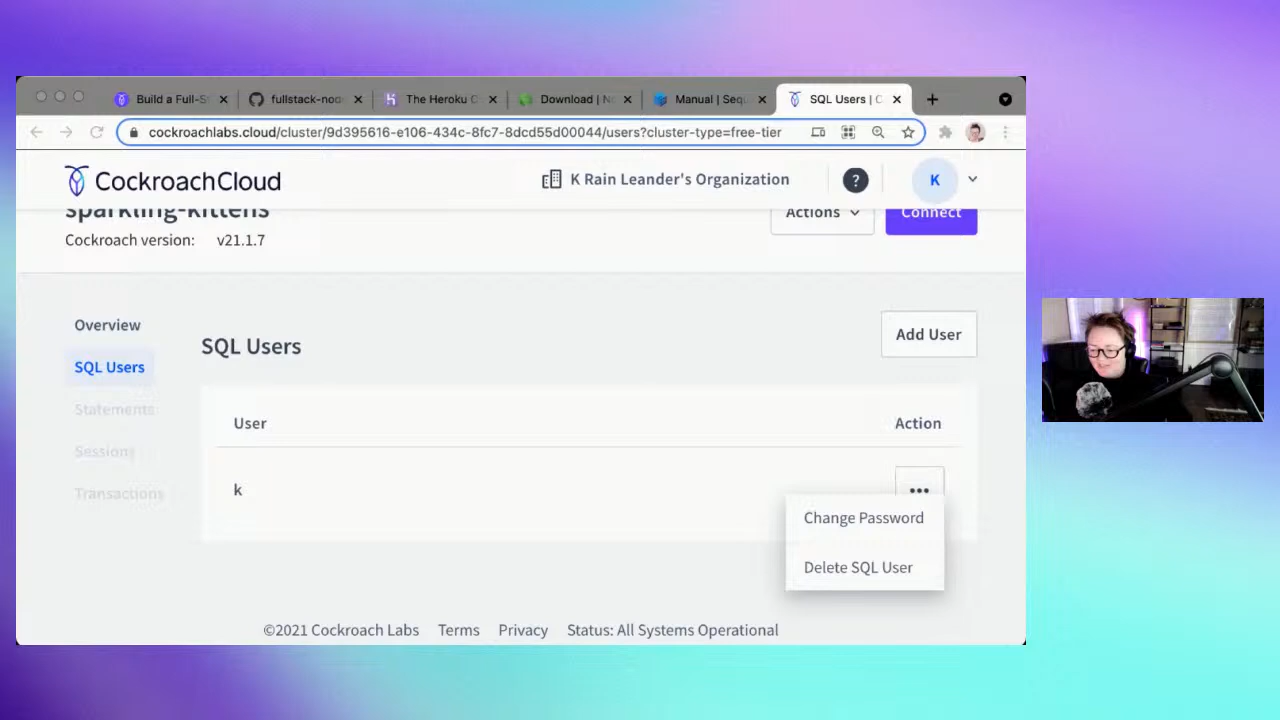 Build a Full-S
fullstack-nod
The Heroku C
Download | No
Manual | Sequ
SQL Users | C
cockroachlabs.cloud/cluster/9d395616-e106-434c-8fc7-8dcd55d00044/users?cluster-type=free-tier
CockroachCloud
K Rain Leander's Organization
?
K
sparkling-kittens
Cockroach version: v21.1.7
Actions
Connect
Overview
SQL Users
Statements
Sessions
Transactions
SQL Users
Add User
User
Action
k
Change Password
Delete SQL User
©2021 Cockroach Labs
Terms
Privacy
Status: All Systems Operational